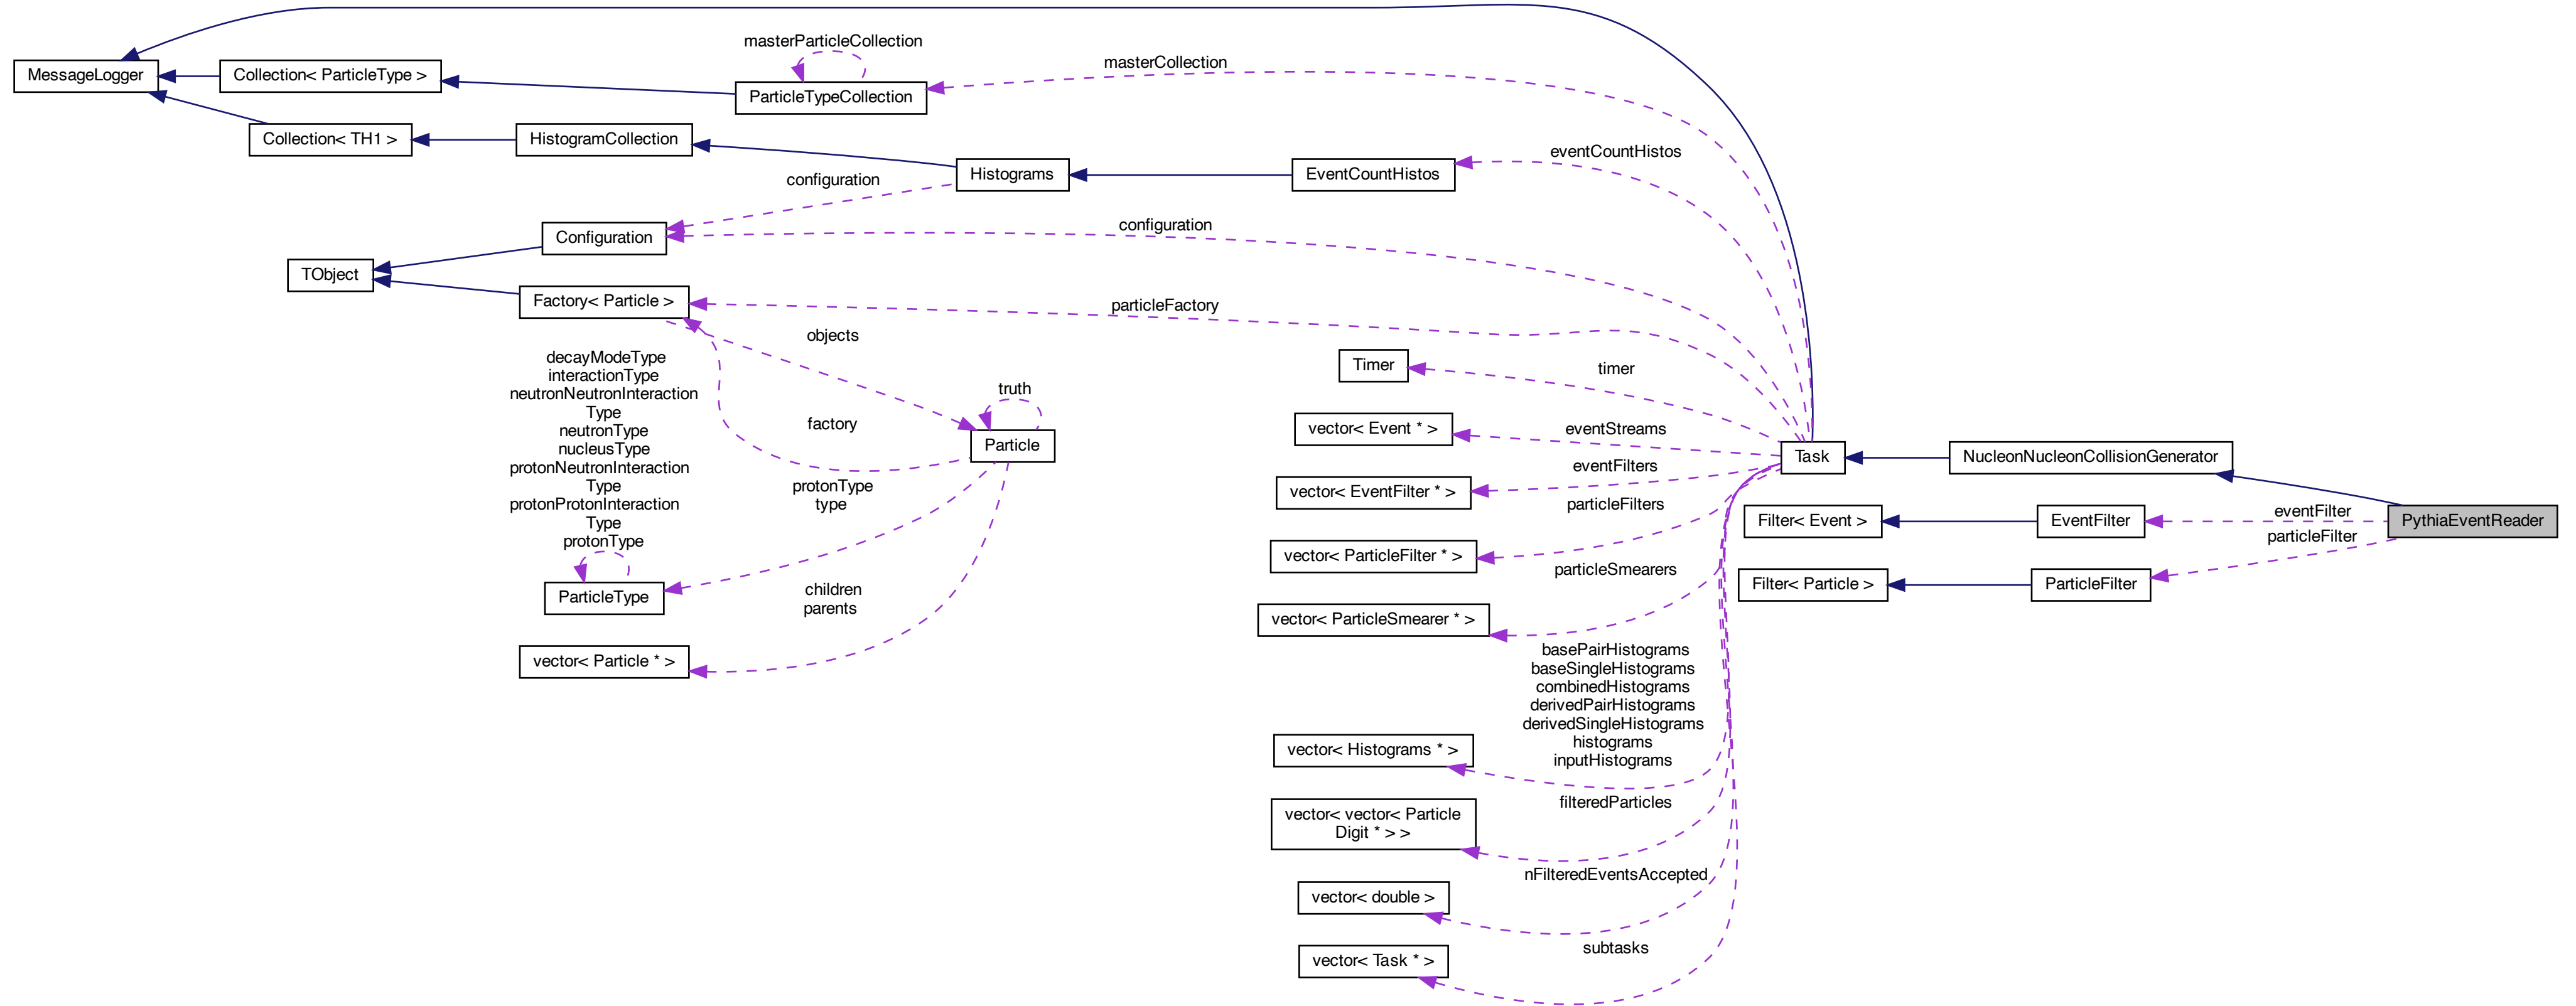 masterParticleCollection
masterCollection
MessageLogger
Collection< ParticleType >
ParticleTypeCollection
Collection< TH1 >
HistogramCollection
eventCountHistos
configuration
Histograms
EventCountHistos
configuration
Configuration
TObject
Factory< Particle >
particleFactory
objects
decayModeType
interactionType
neutronNeutronInteraction
Type
neutronType
nucleusType
protonNeutronInteraction
Type
protonProtonInteraction
Type
protonType
factory
truth
Particle
protonType
type
ParticleType
children
parents
vector< Particle * >
Timer
timer
vector< Event * >
eventStreams
Task
NucleonNucleonCollisionGenerator
vector< EventFilter * >
eventFilters
particleFilters
Filter< Event >
EventFilter
eventFilter
PythiaEventReader
particleFilter
vector< ParticleFilter * >
particleSmearers
Filter< Particle >
ParticleFilter
vector< ParticleSmearer * >
basePairHistograms
baseSingleHistograms
combinedHistograms
derivedPairHistograms
derivedSingleHistograms
histograms
inputHistograms
vector< Histograms * >
filteredParticles
vector< vector< Particle
Digit * > >
nFilteredEventsAccepted
vector< double >
subtasks
vector< Task * >